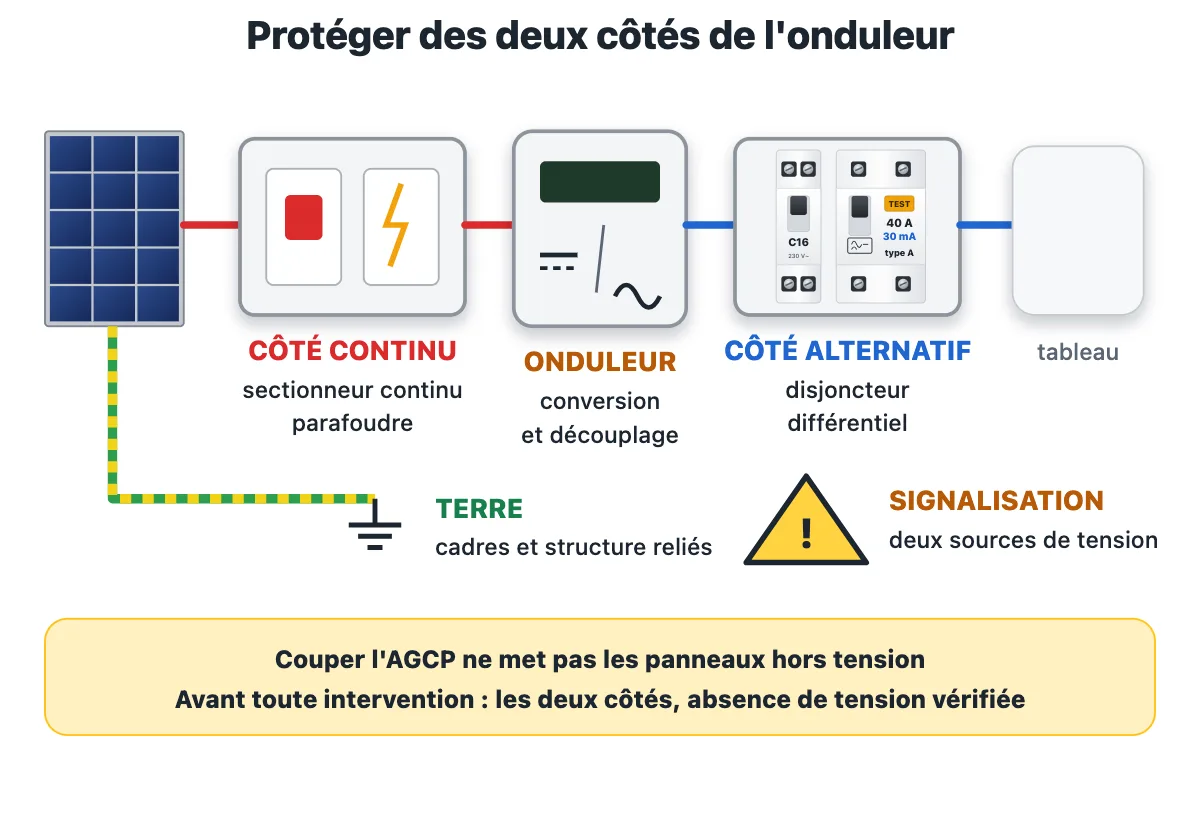 Protéger des deux côtés de l'onduleur
C16
230 V~
TEST
40 A
30 mA
type A
CÔTÉ CONTINU
sectionneur continu
parafoudre
ONDULEUR
conversion
et découplage
CÔTÉ ALTERNATIF
disjoncteur
différentiel
tableau
TERRE
cadres et structure reliés
!
SIGNALISATION
deux sources de tension
Couper l'AGCP ne met pas les panneaux hors tension
Avant toute intervention : les deux côtés, absence de tension vérifiée